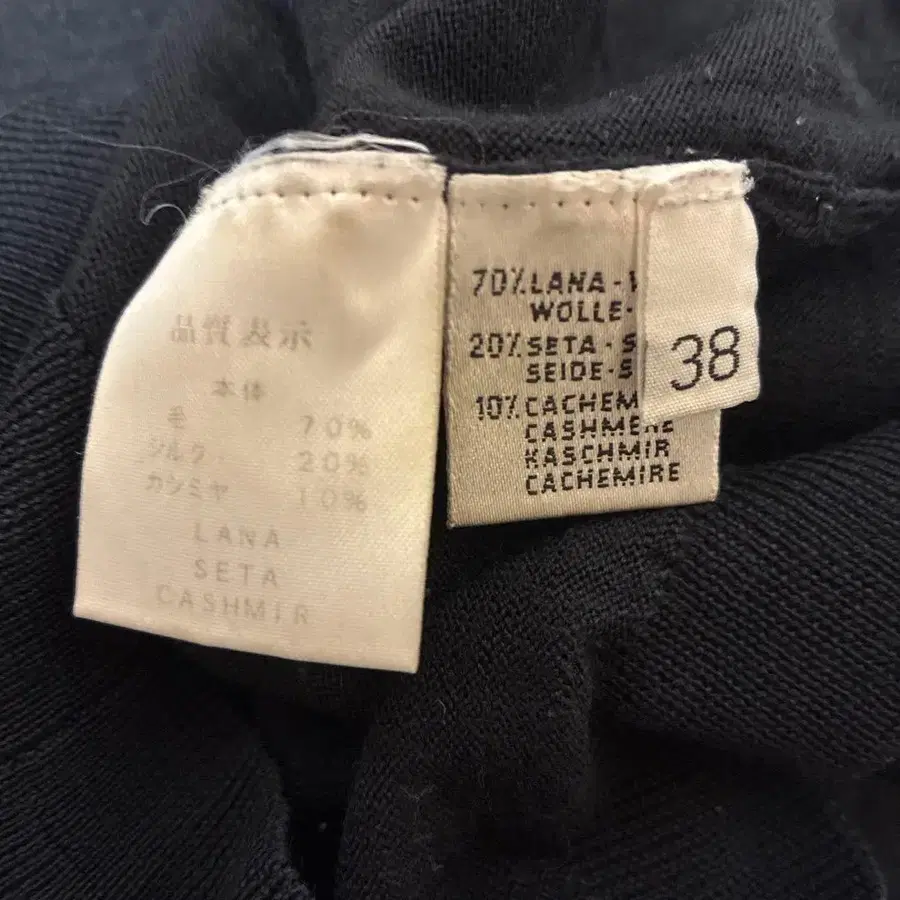 品質表示
本体
毛 70%
シルク 20%
カシミヤ 10%
LANA
SETA
CASHMIR
70% LANA -
WOLLE-
20% SETA - S
SEIDE-S
10% CACHEM
CASHMERE
KASCHMIR
CACHEMIRE
38